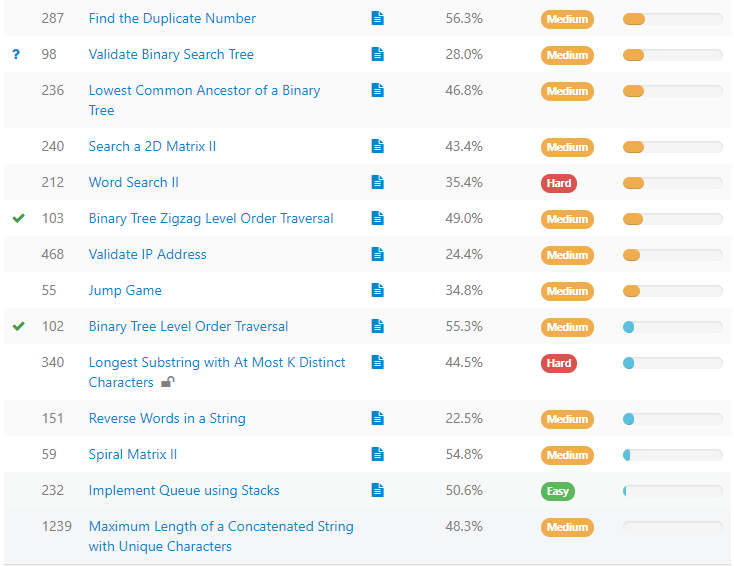 287 Find the Duplicate Number 56.3% Medium
? 98 Validate Binary Search Tree 28.0% Medium
236 Lowest Common Ancestor of a Binary 46.8% Medium
Tree
240 Search a 2D Matrix II 43.4% Medium
212 Word Search II 35.4% Hard
103 Binary Tree Zigzag Level Order Traversal 49.0% Medium
468 Validate IP Address 24.4% Medium
55 Jump Game 34.8% Medium
102 Binary Tree Level Order Traversal 55.3% Medium
340 Longest Substring with At Most K Distinct 44.5% Hard
Characters
151 Reverse Words in a String 22.5% Medium
59 Spiral Matrix II 54.8% Medium
232 Implement Queue using Stacks 50.6% Easy
1239 Maximum Length of a Concatenated String 48.3% Medium
with Unique Characters